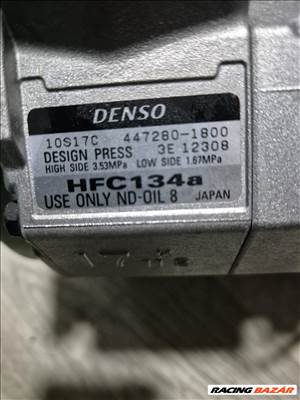 DENSO
10S17C 447280-1800
DESIGN PRESS 3E 12308
HIGH SIDE 3.53MPa LOW SIDE 1.67MPa
HFC134a
USE ONLY ND-OIL 8 JAPAN
RACING BAZÁR